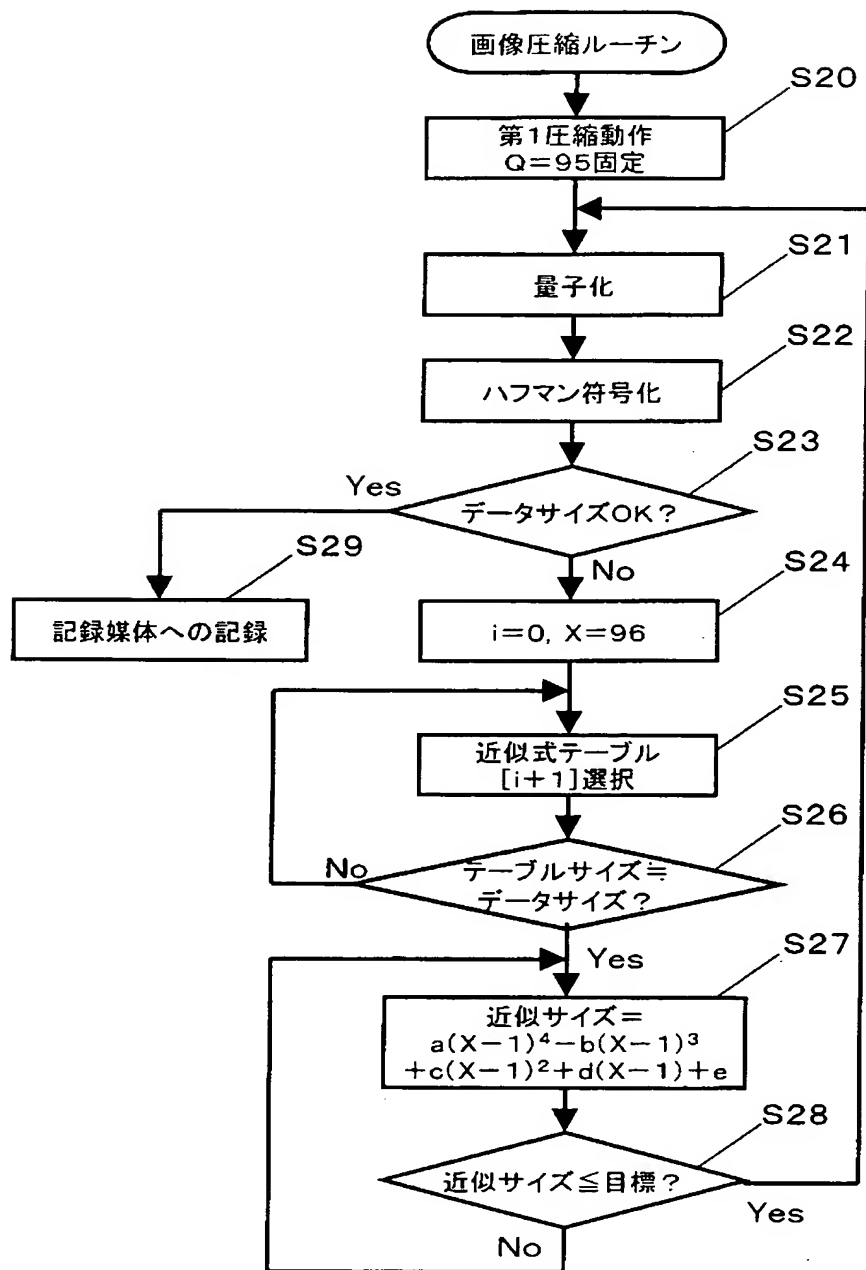 画像圧縮ルーチン
S20
第1圧縮動作
Q=95固定
S21
量子化
S22
ハフマン符号化
S23
Yes
データサイズOK?
S29
No
S24
記録媒体への記録
i=0, X=96
S25
近似式テーブル
[i+1]選択
S26
No
テーブルサイズ≒
データサイズ?
Yes
S27
近似サイズ=
a(X-1)⁴-b(X-1)³
+c(X-1)²+d(X-1)+e
S28
近似サイズ≦目標?
Yes
No